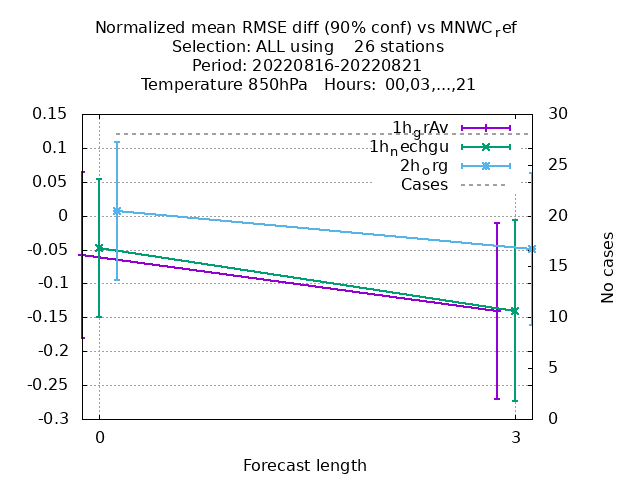 Normalized mean RMSE diff (90% conf) vs MNWC_ref
Selection: ALL using    26 stations
Period: 20220816-20220821
Temperature 850hPa   Hours: 00,03,...,21
0.15
0.1
0.05
0
-0.05
-0.1
-0.15
-0.2
-0.25
-0.3
1h_grAv
1h_nechgu
2h_org
Cases
30
25
20
15
10
5
0
No cases
0
3
Forecast length